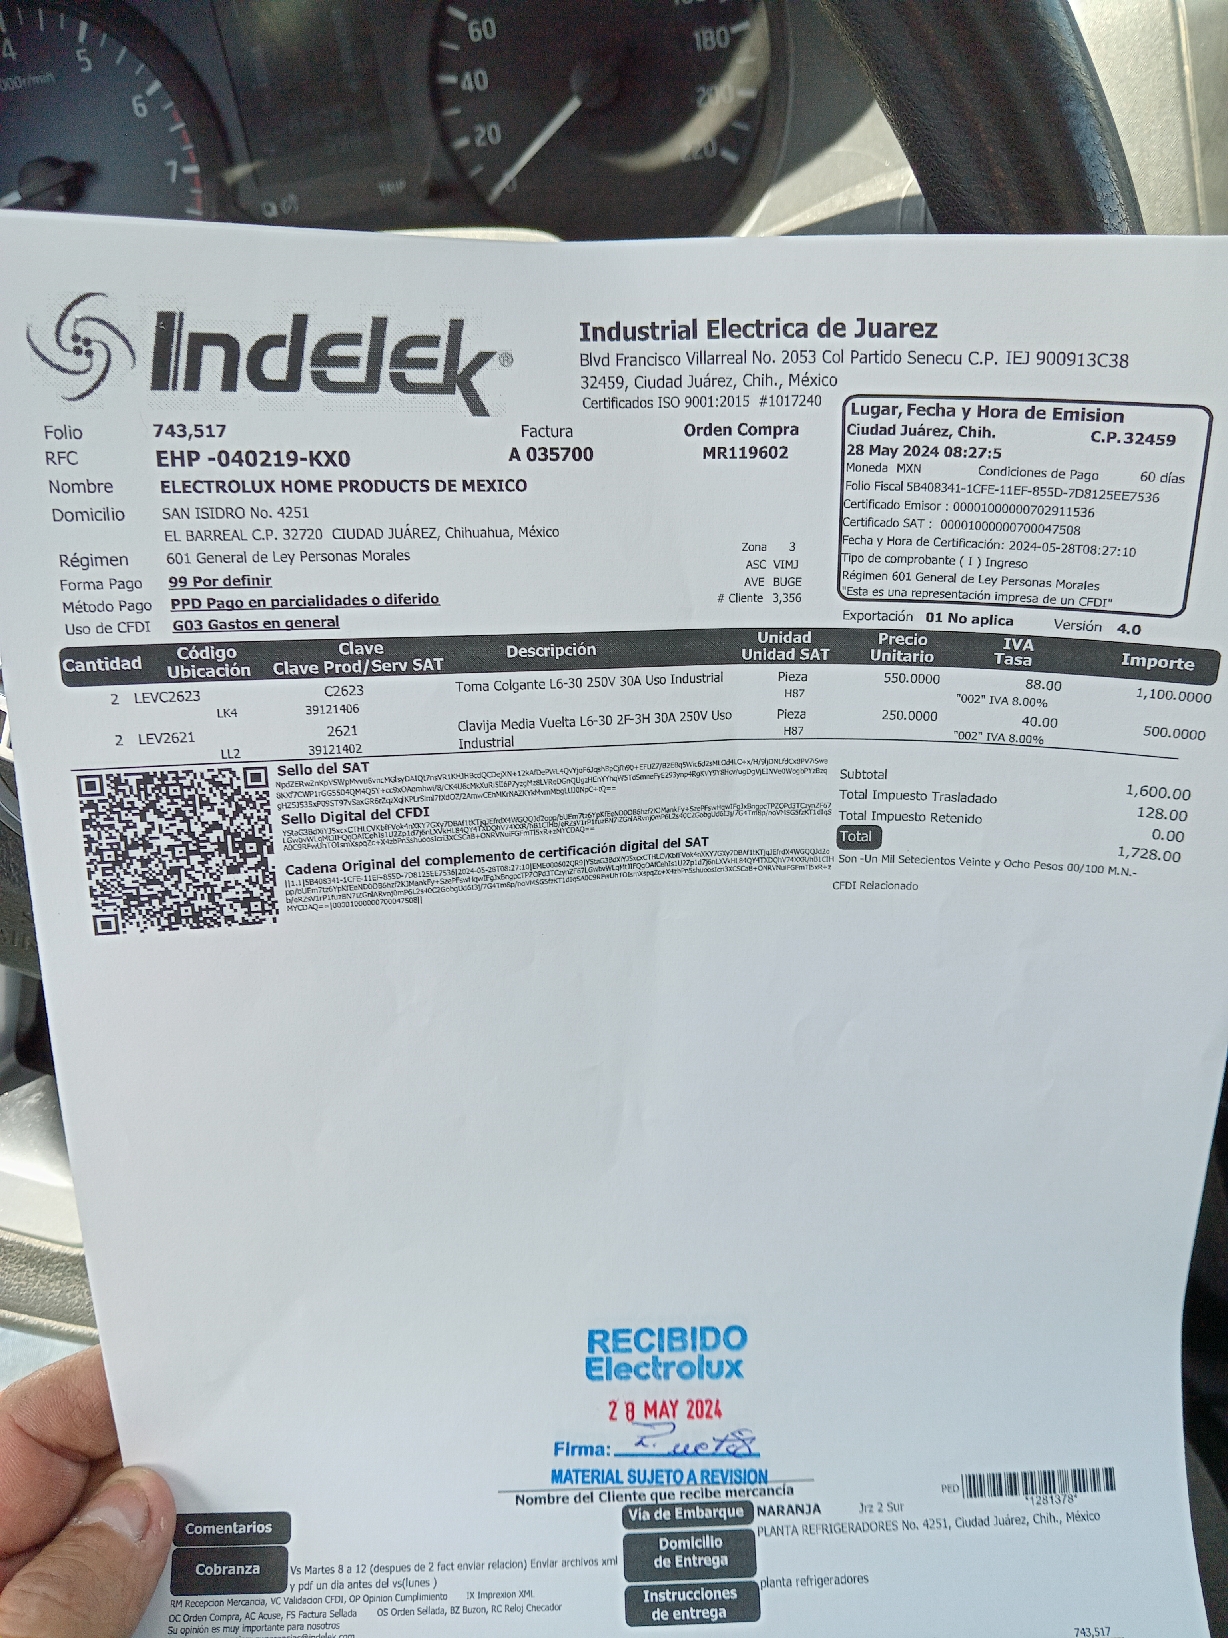 60
180
4
5
40
200
6
20
220
7
TRIP
Indelek®
Industrial Electrica de Juarez
Blvd Francisco Villarreal No. 2053 Col Partido Senecu C.P. IEJ 900913C38
32459, Ciudad Juárez, Chih., México
Certificados ISO 9001:2015 #1017240
Folio 743,517 Factura Orden Compra
RFC EHP -040219-KX0 A 035700 MR119602
Nombre ELECTROLUX HOME PRODUCTS DE MEXICO
Domicilio SAN ISIDRO No. 4251
EL BARREAL C.P. 32720 CIUDAD JUÁREZ, Chihuahua, México
Régimen 601 General de Ley Personas Morales
Forma Pago 99 Por definir
Método Pago PPD Pago en parcialidades o diferido
Uso de CFDI G03 Gastos en general
Zona 3
ASC VIMJ
AVE BUGE
# Cliente 3,356
Lugar, Fecha y Hora de Emision
Ciudad Juárez, Chih. C.P. 32459
28 May 2024 08:27:5
Moneda MXN Condiciones de Pago 60 días
Folio Fiscal 5B408341-1CFE-11EF-855D-7D8125EE7536
Certificado Emisor : 00001000000702911536
Certificado SAT : 00001000000700047508
Fecha y Hora de Certificación: 2024-05-28T08:27:10
Tipo de comprobante ( I ) Ingreso
Régimen 601 General de Ley Personas Morales
"Esta es una representación impresa de un CFDI"
Exportación 01 No aplica Versión 4.0
Cantidad Código Ubicación Clave Clave Prod/Serv SAT Descripción Unidad Unidad SAT Precio Unitario IVA Tasa Importe
2 LEVC2623 C2623 Toma Colgante L6-30 250V 30A Uso Industrial Pieza 550.0000 88.00 1,100.0000
LK4 39121406 H87 "002" IVA 8.00%
2 LEV2621 2621 Clavija Media Vuelta L6-30 2F-3H 30A 250V Uso Pieza 250.0000 40.00 500.0000
LL2 39121402 Industrial H87 "002" IVA 8.00%
Sello del SAT
Sello Digital del CFDI
Cadena Original del complemento de certificación digital del SAT
Subtotal 1,600.00
Total Impuesto Trasladado 128.00
Total Impuesto Retenido 0.00
Total 1,728.00
Son -Un Mil Setecientos Veinte y Ocho Pesos 00/100 M.N.-
CFDI Relacionado
RECIBIDO
Electrolux
28 MAY 2024
Firma:
MATERIAL SUJETO A REVISION
Nombre del Cliente que recibe mercancía
PED *1281378*
Comentarios
Vía de Embarque NARANJA Jrz 2 Sur
Domicilio de Entrega PLANTA REFRIGERADORES No. 4251, Ciudad Juárez, Chih., México
Cobranza Vs Martes 8 a 12 (despues de 2 fact enviar relacion) Enviar archivos xml
y pdf un dia antes del vs(lunes )
Instrucciones de entrega planta refrigeradores
RM Recepcion Mercancia, VC Validacion CFDI, OP Opinion Cumplimiento IX Impresion XML
OC Orden Compra, AC Acuse, FS Factura Sellada OS Orden Sellada, BZ Buzon, RC Reloj Checador
Su opinión es muy importante para nosotros
743,517